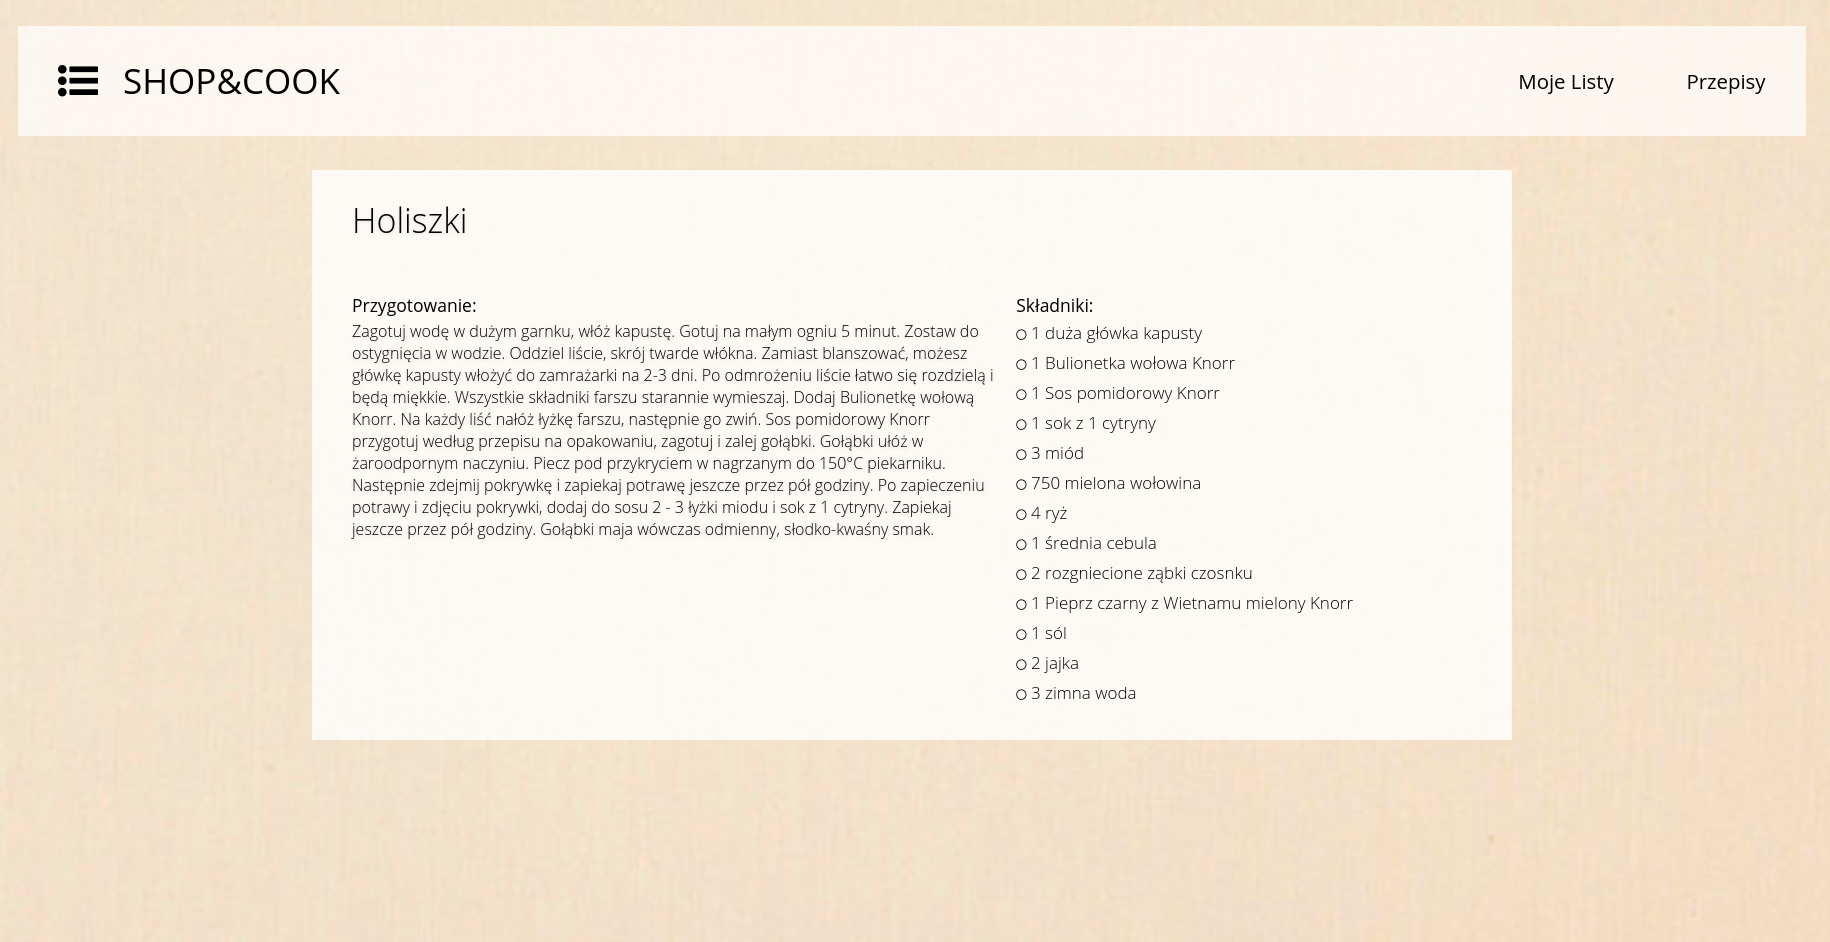 SHOP&COOK
Moje Listy
Przepisy
Holiszki
Przygotowanie:
Zagotuj wodę w dużym garnku, włóż kapustę. Gotuj na małym ogniu 5 minut. Zostaw do
ostygnięcia w wodzie. Oddziel liście, skrój twarde włókna. Zamiast blanszować, możesz
główkę kapusty włożyć do zamrażarki na 2-3 dni. Po odmrożeniu liście łatwo się rozdzielą i
będą miękkie. Wszystkie składniki farszu starannie wymieszaj. Dodaj Bulionetkę wołową
Knorr. Na każdy liść nałóż łyżkę farszu, następnie go zwiń. Sos pomidorowy Knorr
przygotuj według przepisu na opakowaniu, zagotuj i zalej gołąbki. Gołąbki ułóż w
żaroodpornym naczyniu. Piecz pod przykryciem w nagrzanym do 150°C piekarniku.
Następnie zdejmij pokrywkę i zapiekaj potrawę jeszcze przez pół godziny. Po zapieczeniu
potrawy i zdjęciu pokrywki, dodaj do sosu 2 - 3 łyżki miodu i sok z 1 cytryny. Zapiekaj
jeszcze przez pół godziny. Gołąbki maja wówczas odmienny, słodko-kwaśny smak.
Składniki:
1 duża główka kapusty
1 Bulionetka wołowa Knorr
1 Sos pomidorowy Knorr
1 sok z 1 cytryny
3 miód
750 mielona wołowina
4 ryż
1 średnia cebula
2 rozgniecione ząbki czosnku
1 Pieprz czarny z Wietnamu mielony Knorr
1 sól
2 jajka
3 zimna woda